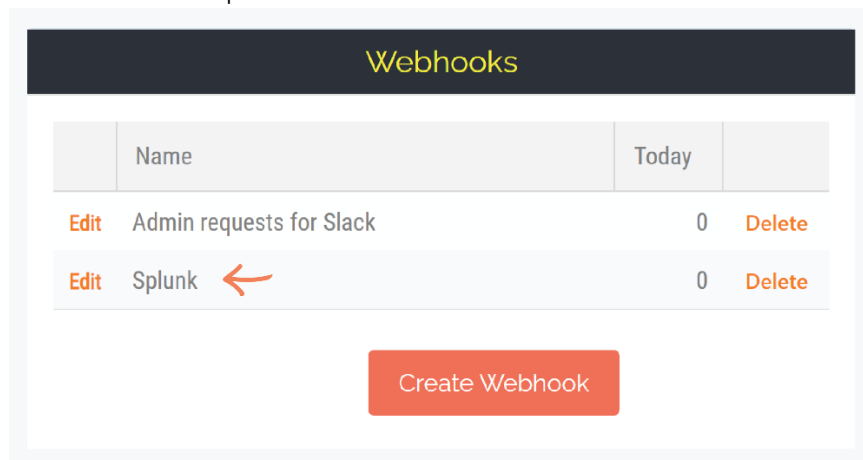 Webhooks
Name Today
Edit Admin requests for Slack 0 Delete
Edit Splunk 0 Delete
Create Webhook